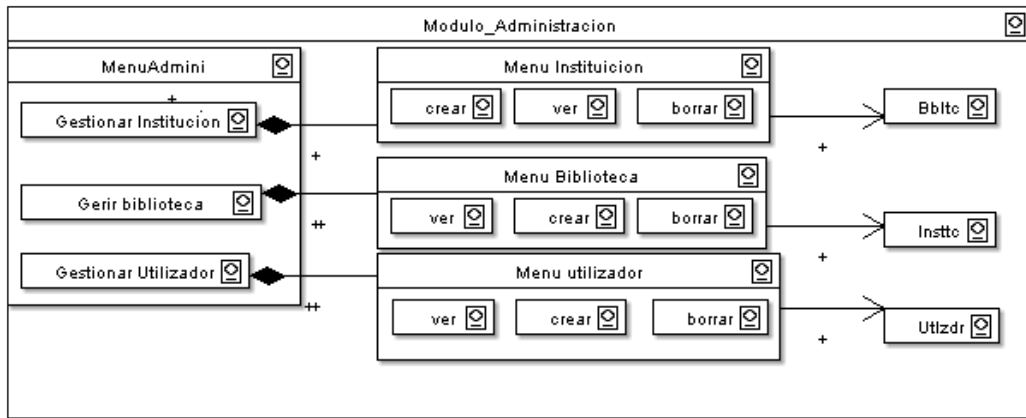 Modulo_Administracion
MenuAdmini
+
Gestionar Institucion
Gerir biblioteca
Gestionar Utilizador
+
++
++
Menu Instituicion
crear ver borrar
Menu Biblioteca
ver crear borrar
Menu utilizador
ver crear borrar
+
+
+
Bbltc
Insttc
Utlzdr